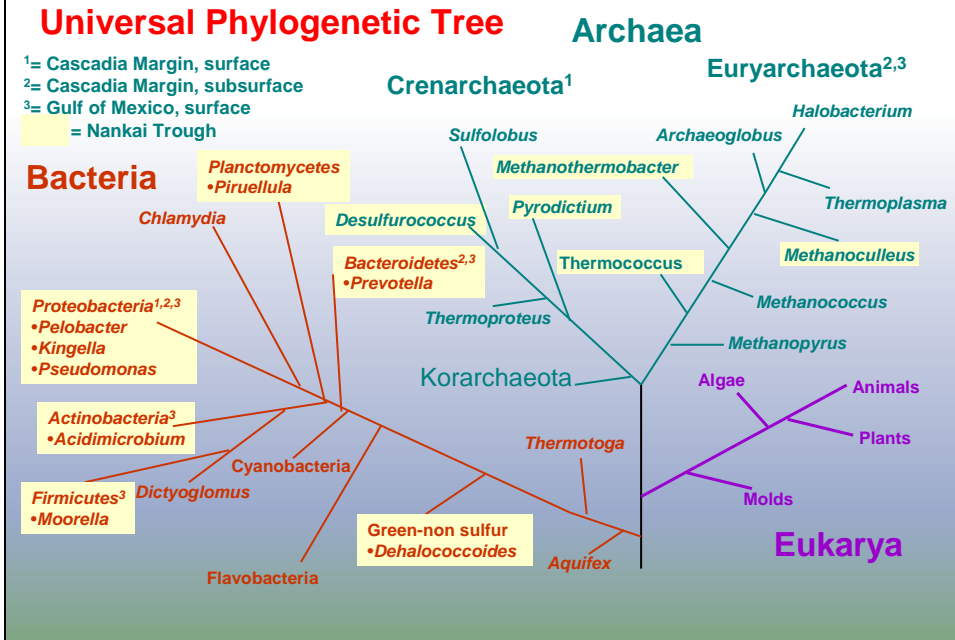 Universal Phylogenetic Tree
¹= Cascadia Margin, surface
²= Cascadia Margin, subsurface
³= Gulf of Mexico, surface
= Nankai Trough
Archaea
Crenarchaeota¹
Euryarchaeota²,³
Halobacterium
Sulfolobus
Archaeoglobus
Methanothermobacter
Thermoplasma
Pyrodictium
Desulfurococcus
Methanoculleus
Thermococcus
Methanococcus
Thermoproteus
Methanopyrus
Korarchaeota
Bacteria
Planctomycetes
•Piruellula
Chlamydia
Bacteroidetes²,³
•Prevotella
Proteobacteria¹,²,³
•Pelobacter
•Kingella
•Pseudomonas
Actinobacteria³
•Acidimicrobium
Cyanobacteria
Thermotoga
Firmicutes³
•Moorella
Dictyoglomus
Green-non sulfur
•Dehalococcoides
Aquifex
Flavobacteria
Algae
Animals
Plants
Molds
Eukarya